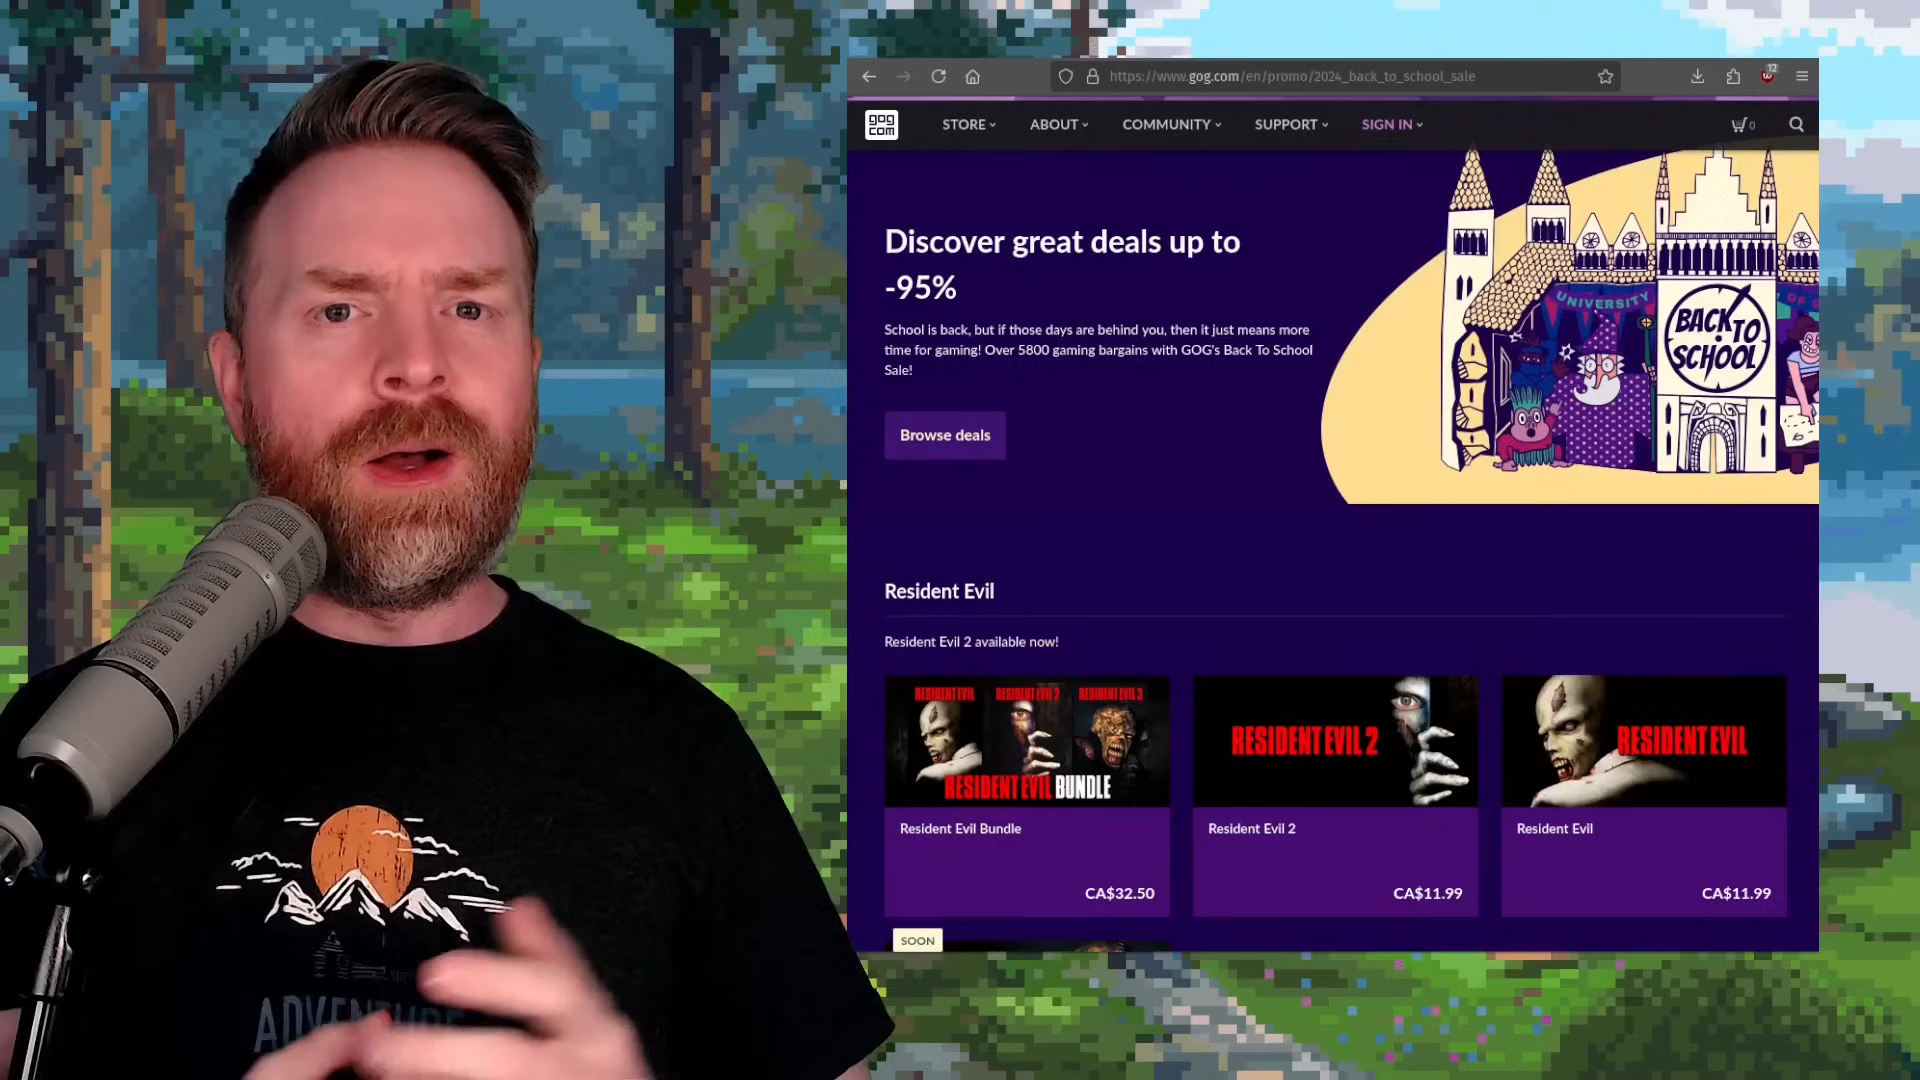 https://www.gog.com/en/promo/2024_back_to_school_sale
12
gog
com
STORE
ABOUT
COMMUNITY
SUPPORT
SIGN IN
0
Discover great deals up to
-95%
School is back, but if those days are behind you, then it just means more
time for gaming! Over 5800 gaming bargains with GOG's Back To School
Sale!
Browse deals
UNIVERSITY
BACK TO
SCHOOL
Resident Evil
Resident Evil 2 available now!
RESIDENT EVIL
RESIDENT EVIL 2
RESIDENT EVIL 3
RESIDENT EVIL BUNDLE
RESIDENT EVIL 2
RESIDENT EVIL
Resident Evil Bundle
Resident Evil 2
Resident Evil
CA$32.50
CA$11.99
CA$11.99
SOON
ADVENTURE